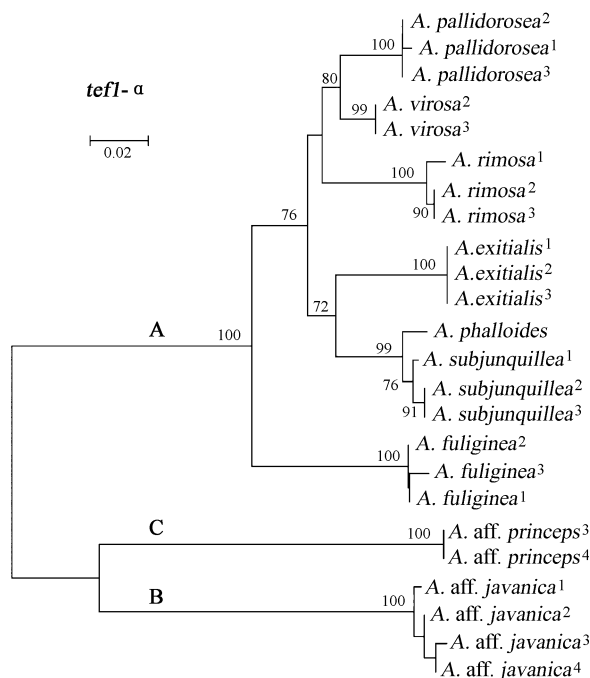 A. pallidorosea²
100
A. pallidorosea¹
A. pallidorosea³
80
tef1-α
A. virosa²
99
A. virosa³
0.02
A. rimosa¹
100
A. rimosa²
90
A. rimosa³
76
A.exitialis¹
100
A.exitialis²
A.exitialis³
72
A. phalloides
99
A
100
A. subjunquillea¹
76
A. subjunquillea²
91
A. subjunquillea³
A. fuliginea²
100
A. fuliginea³
A. fuliginea¹
C
100
A. aff. princeps³
A. aff. princeps⁴
B
100
A. aff. javanica¹
A. aff. javanica²
A. aff. javanica³
A. aff. javanica⁴